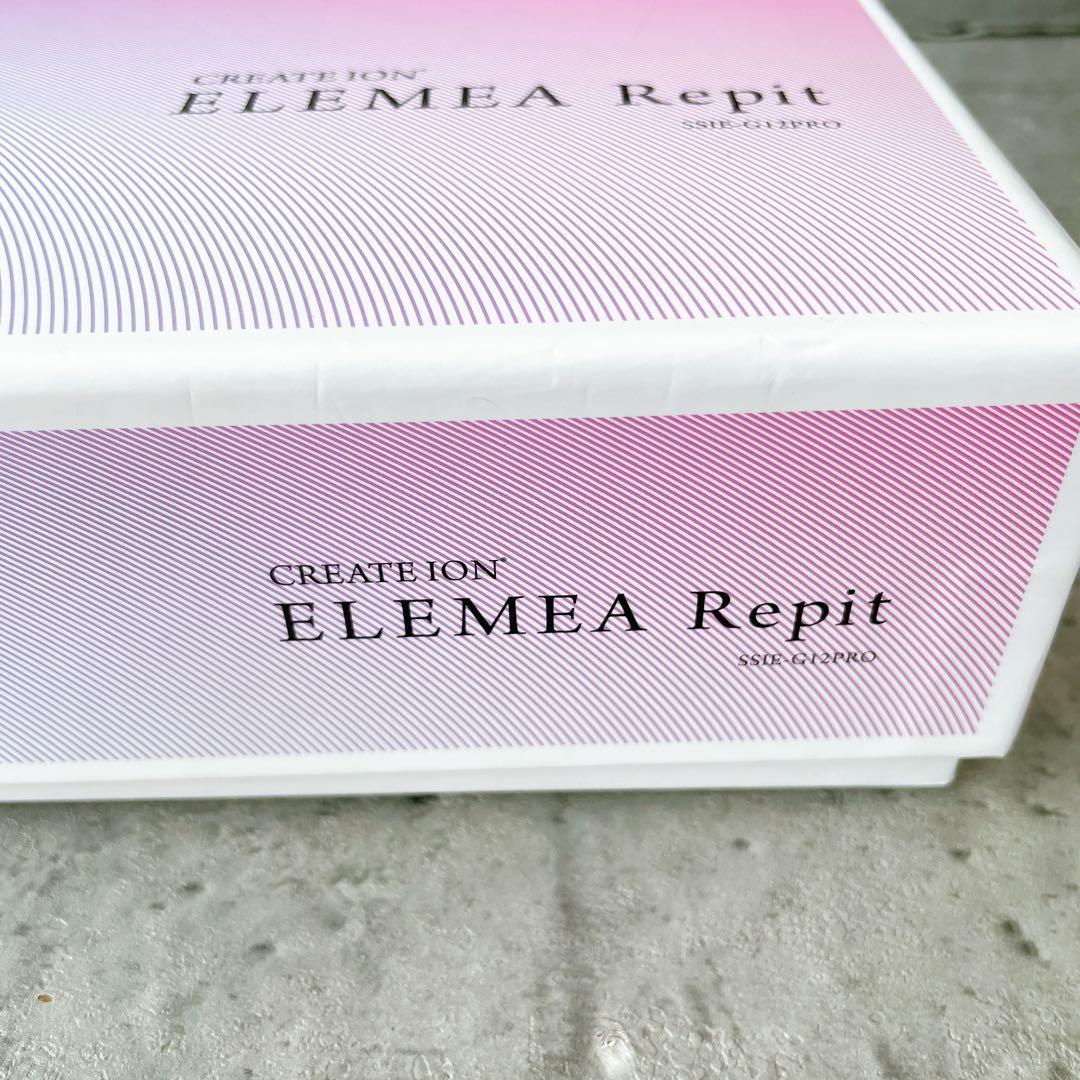 CREATE ION®
ELEMEA Repit
SSIE-G12PRO
CREATE ION®
ELEMEA Repit
SSIE-G12PRO